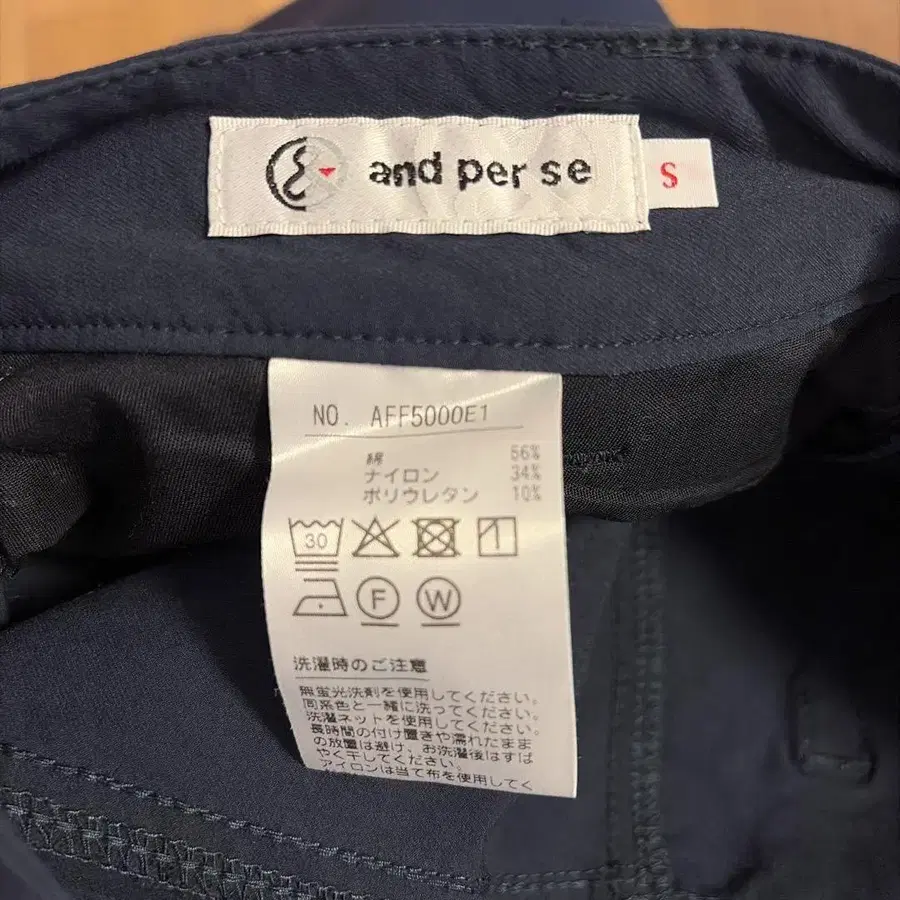 and per se
S
NO. AFF5000E1
綿 56%
ナイロン 34%
ポリウレタン 10%
30
F W
洗濯時のご注意
無蛍光洗剤を使用してください。
同系色と一緒に洗ってください。
洗濯ネットを使用してください。
長時間の付け置きや濡れたまま
の放置は避け、お洗濯後はすば
やく干してください。
アイロンは当て布を使用してく